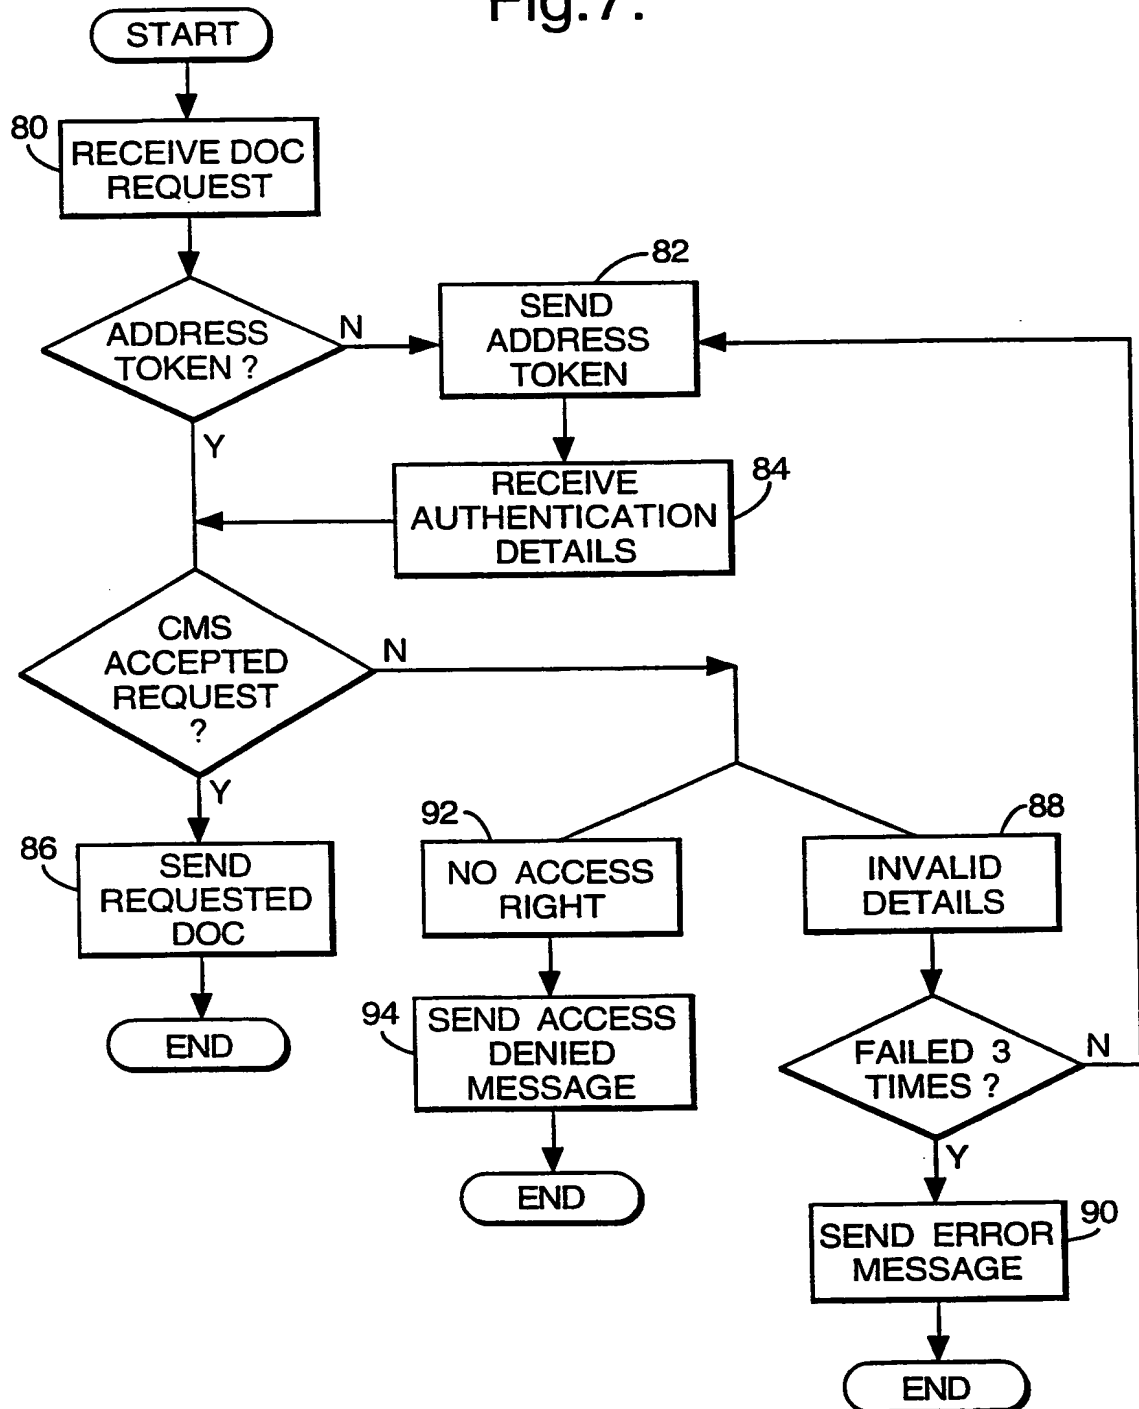 Fig.7.
START
80
RECEIVE DOC
REQUEST
82
SEND
ADDRESS
TOKEN
ADDRESS
TOKEN ?
N
Y
84
RECEIVE
AUTHENTICATION
DETAILS
CMS
ACCEPTED
REQUEST
?
N
Y
86
SEND
REQUESTED
DOC
END
92
NO ACCESS
RIGHT
94
SEND ACCESS
DENIED
MESSAGE
END
88
INVALID
DETAILS
FAILED 3
TIMES ?
N
Y
90
SEND ERROR
MESSAGE
END